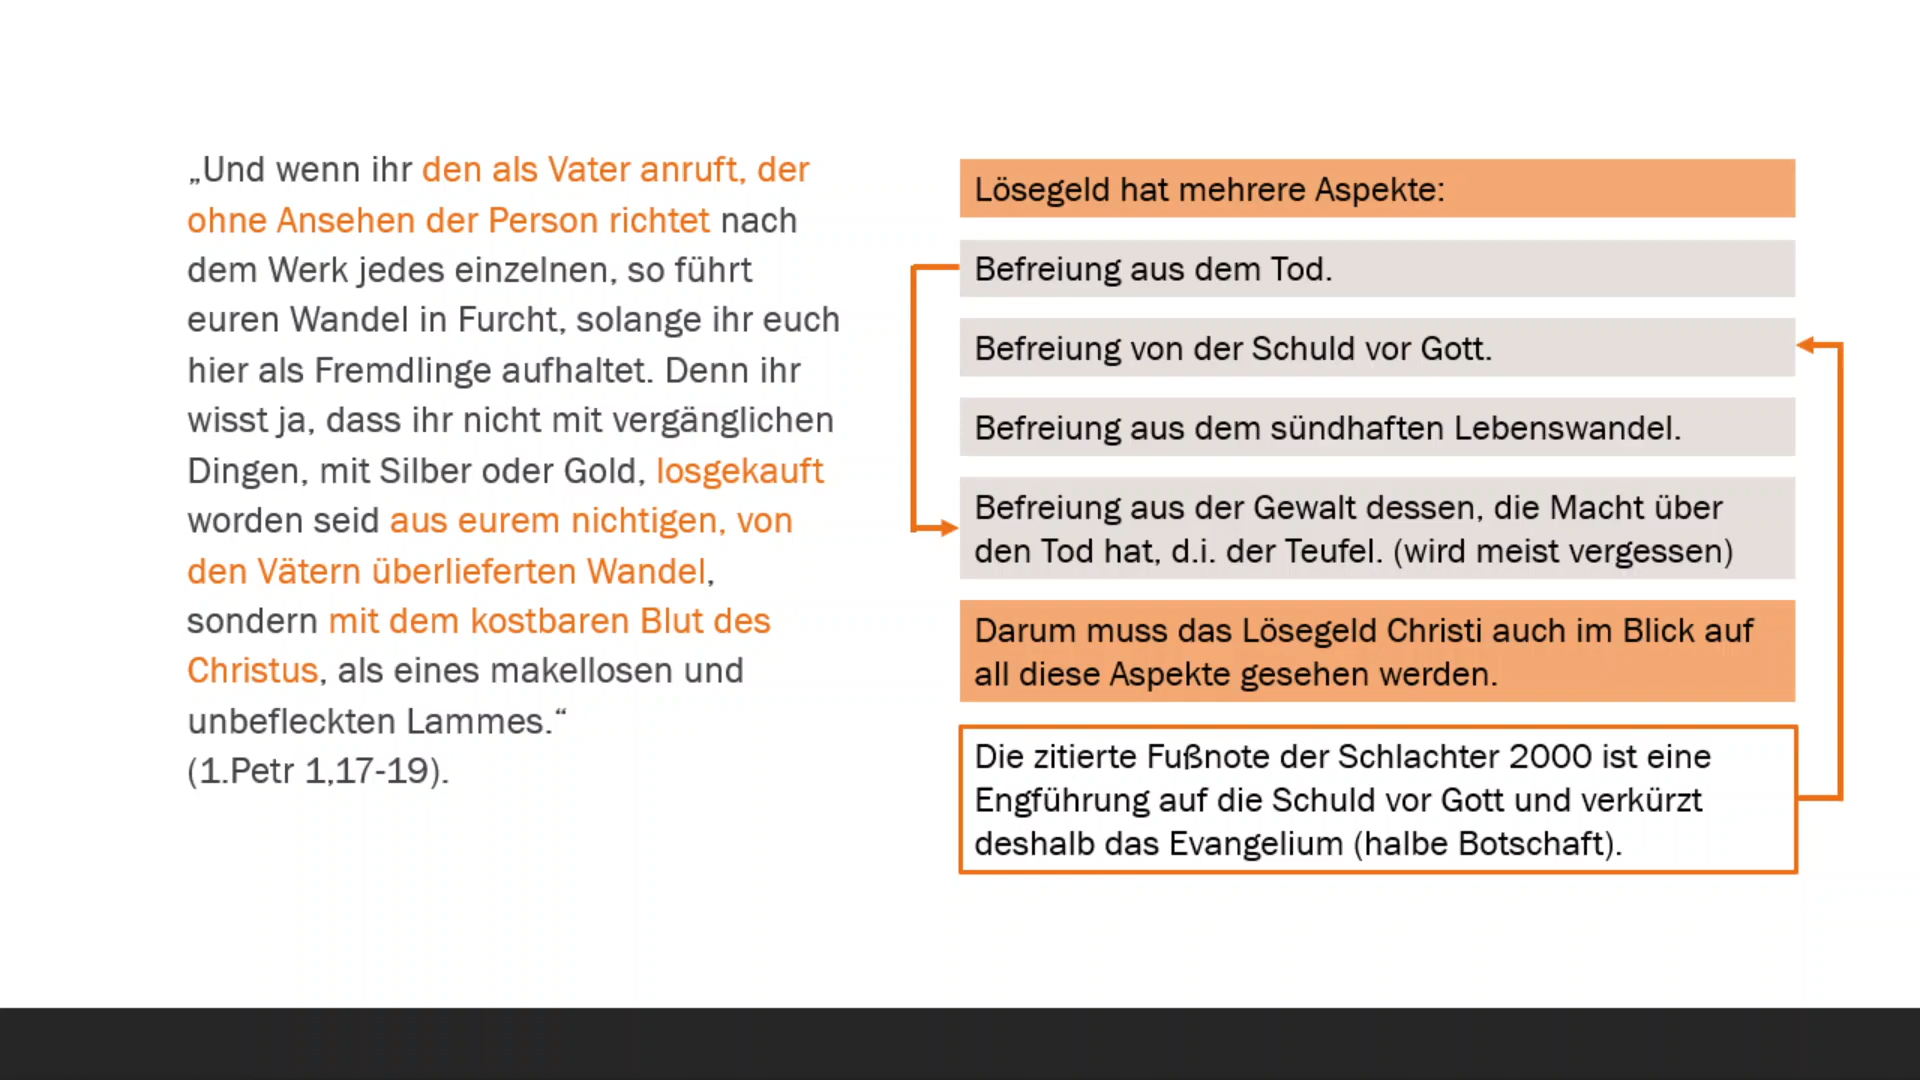 „Und wenn ihr den als Vater anruft, der
ohne Ansehen der Person richtet nach
dem Werk jedes einzelnen, so führt
euren Wandel in Furcht, solange ihr euch
hier als Fremdlinge aufhaltet. Denn ihr
wisst ja, dass ihr nicht mit vergänglichen
Dingen, mit Silber oder Gold, losgekauft
worden seid aus eurem nichtigen, von
den Vätern überlieferten Wandel,
sondern mit dem kostbaren Blut des
Christus, als eines makellosen und
unbefleckten Lammes.“
(1.Petr 1,17-19).
Lösegeld hat mehrere Aspekte:
Befreiung aus dem Tod.
Befreiung von der Schuld vor Gott.
Befreiung aus dem sündhaften Lebenswandel.
Befreiung aus der Gewalt dessen, die Macht über
den Tod hat, d.i. der Teufel. (wird meist vergessen)
Darum muss das Lösegeld Christi auch im Blick auf
all diese Aspekte gesehen werden.
Die zitierte Fußnote der Schlachter 2000 ist eine
Engführung auf die Schuld vor Gott und verkürzt
deshalb das Evangelium (halbe Botschaft).